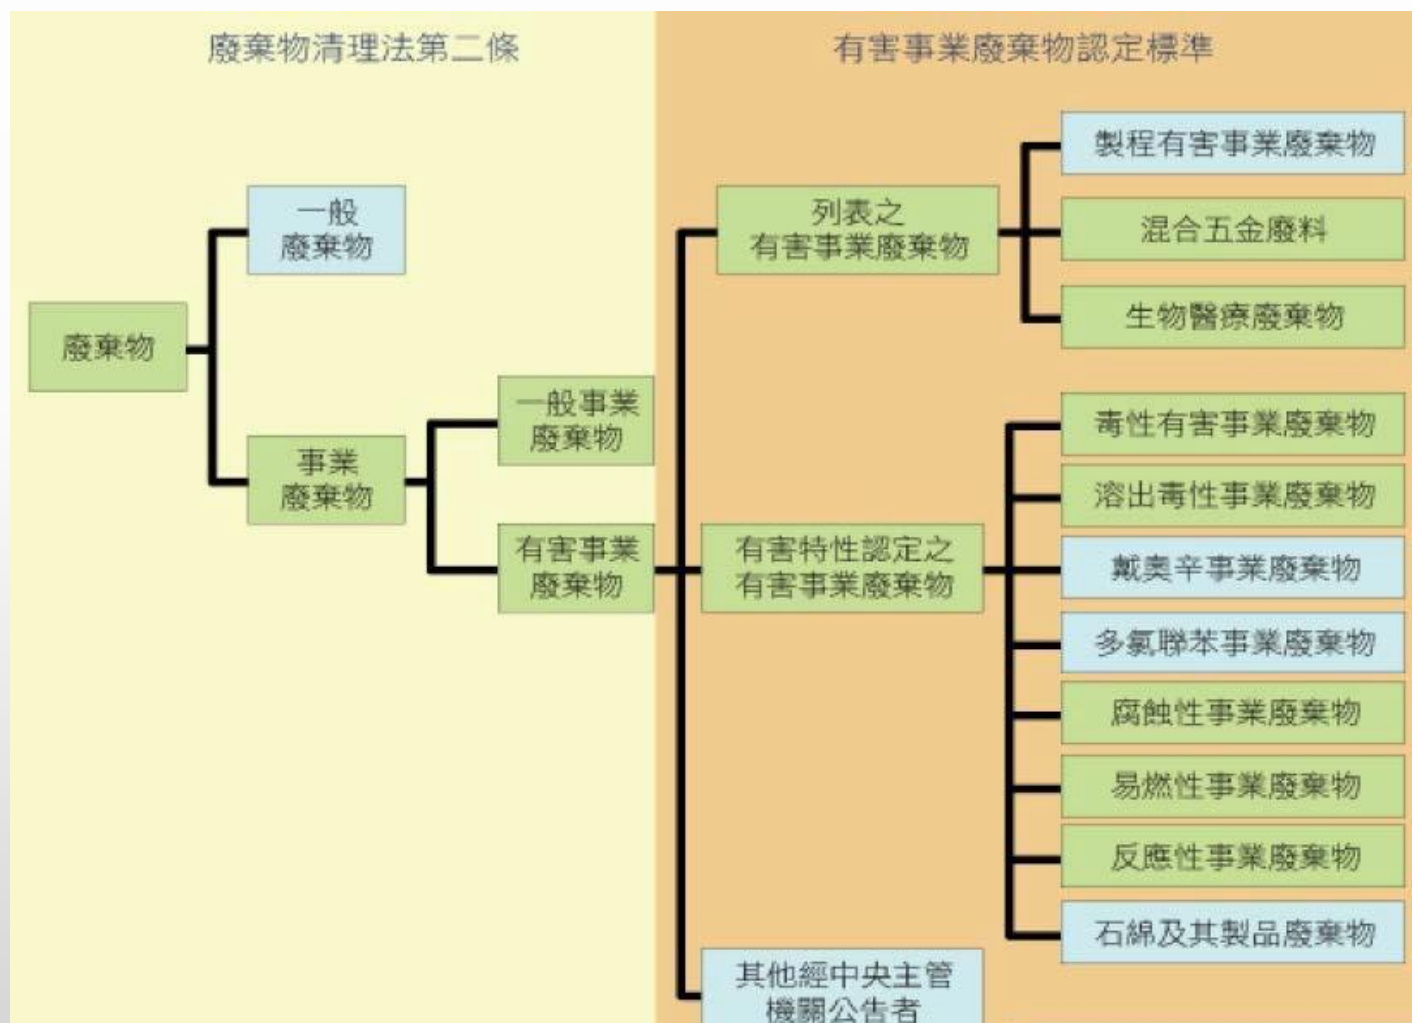 廢棄物清理法第二條
有害事業廢棄物認定標準
廢棄物
一般
廢棄物
事業
廢棄物
一般事業
廢棄物
有害事業
廢棄物
列表之
有害事業廢棄物
製程有害事業廢棄物
混合五金廢料
生物醫療廢棄物
有害特性認定之
有害事業廢棄物
毒性有害事業廢棄物
溶出毒性事業廢棄物
戴奧辛事業廢棄物
多氯聯苯事業廢棄物
腐蝕性事業廢棄物
易燃性事業廢棄物
反應性事業廢棄物
石綿及其製品廢棄物
其他經中央主管
機關公告者